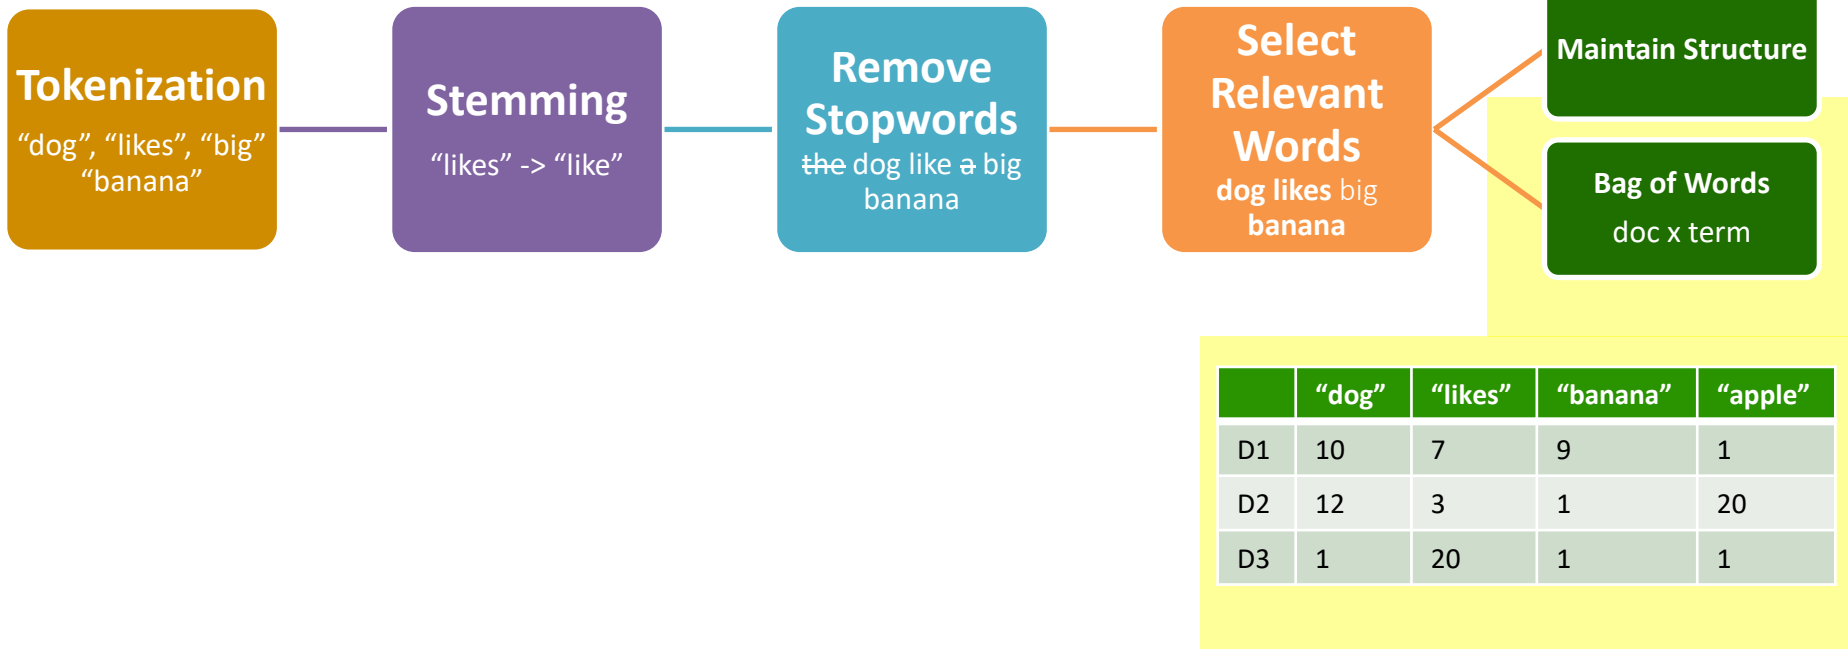 Tokenization
“dog”, “likes”, “big”
“banana”
Stemming
“likes” -> “like”
Remove
Stopwords
the dog like a big
banana
Select
Relevant
Words
dog likes big
banana
Maintain Structure
Bag of Words
doc x term
“dog” “likes” “banana” “apple”
D1 10 7 9 1
D2 12 3 1 20
D3 1 20 1 1